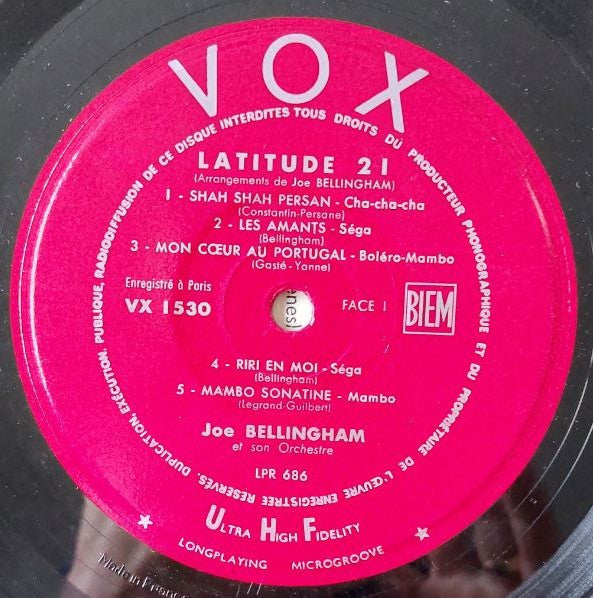 VOX
DUPLICATION, EXÉCUTION, PUBLIQUE, RADIODIFFUSION DE CE DISQUE INTERDITES TOUS DROITS DU PRODUCTEUR PHONOGRAPHIQUE ET DU PROPRIÉTAIRE DE L'ŒUVRE ENREGISTRÉE RÉSERVÉS.
LATITUDE 21
(Arrangements de Joe BELLINGHAM)
1 - SHAH SHAH PERSAN - Cha-cha-cha
(Constantin-Persane)
2 - LES AMANTS - Séga
(Bellingham)
3 - MON CŒUR AU PORTUGAL - Boléro-Mambo
(Gasté-Yanne)
Enregistré à Paris
VX 1530
FACE 1
BIEM
4 - RIRI EN MOI - Séga
(Bellingham)
5 - MAMBO SONATINE - Mambo
(Legrand-Guilbert)
Joe BELLINGHAM
et son Orchestre
LPR 686
ULTRA HIGH FIDELITY
LONGPLAYING MICROGROOVE
Made in France